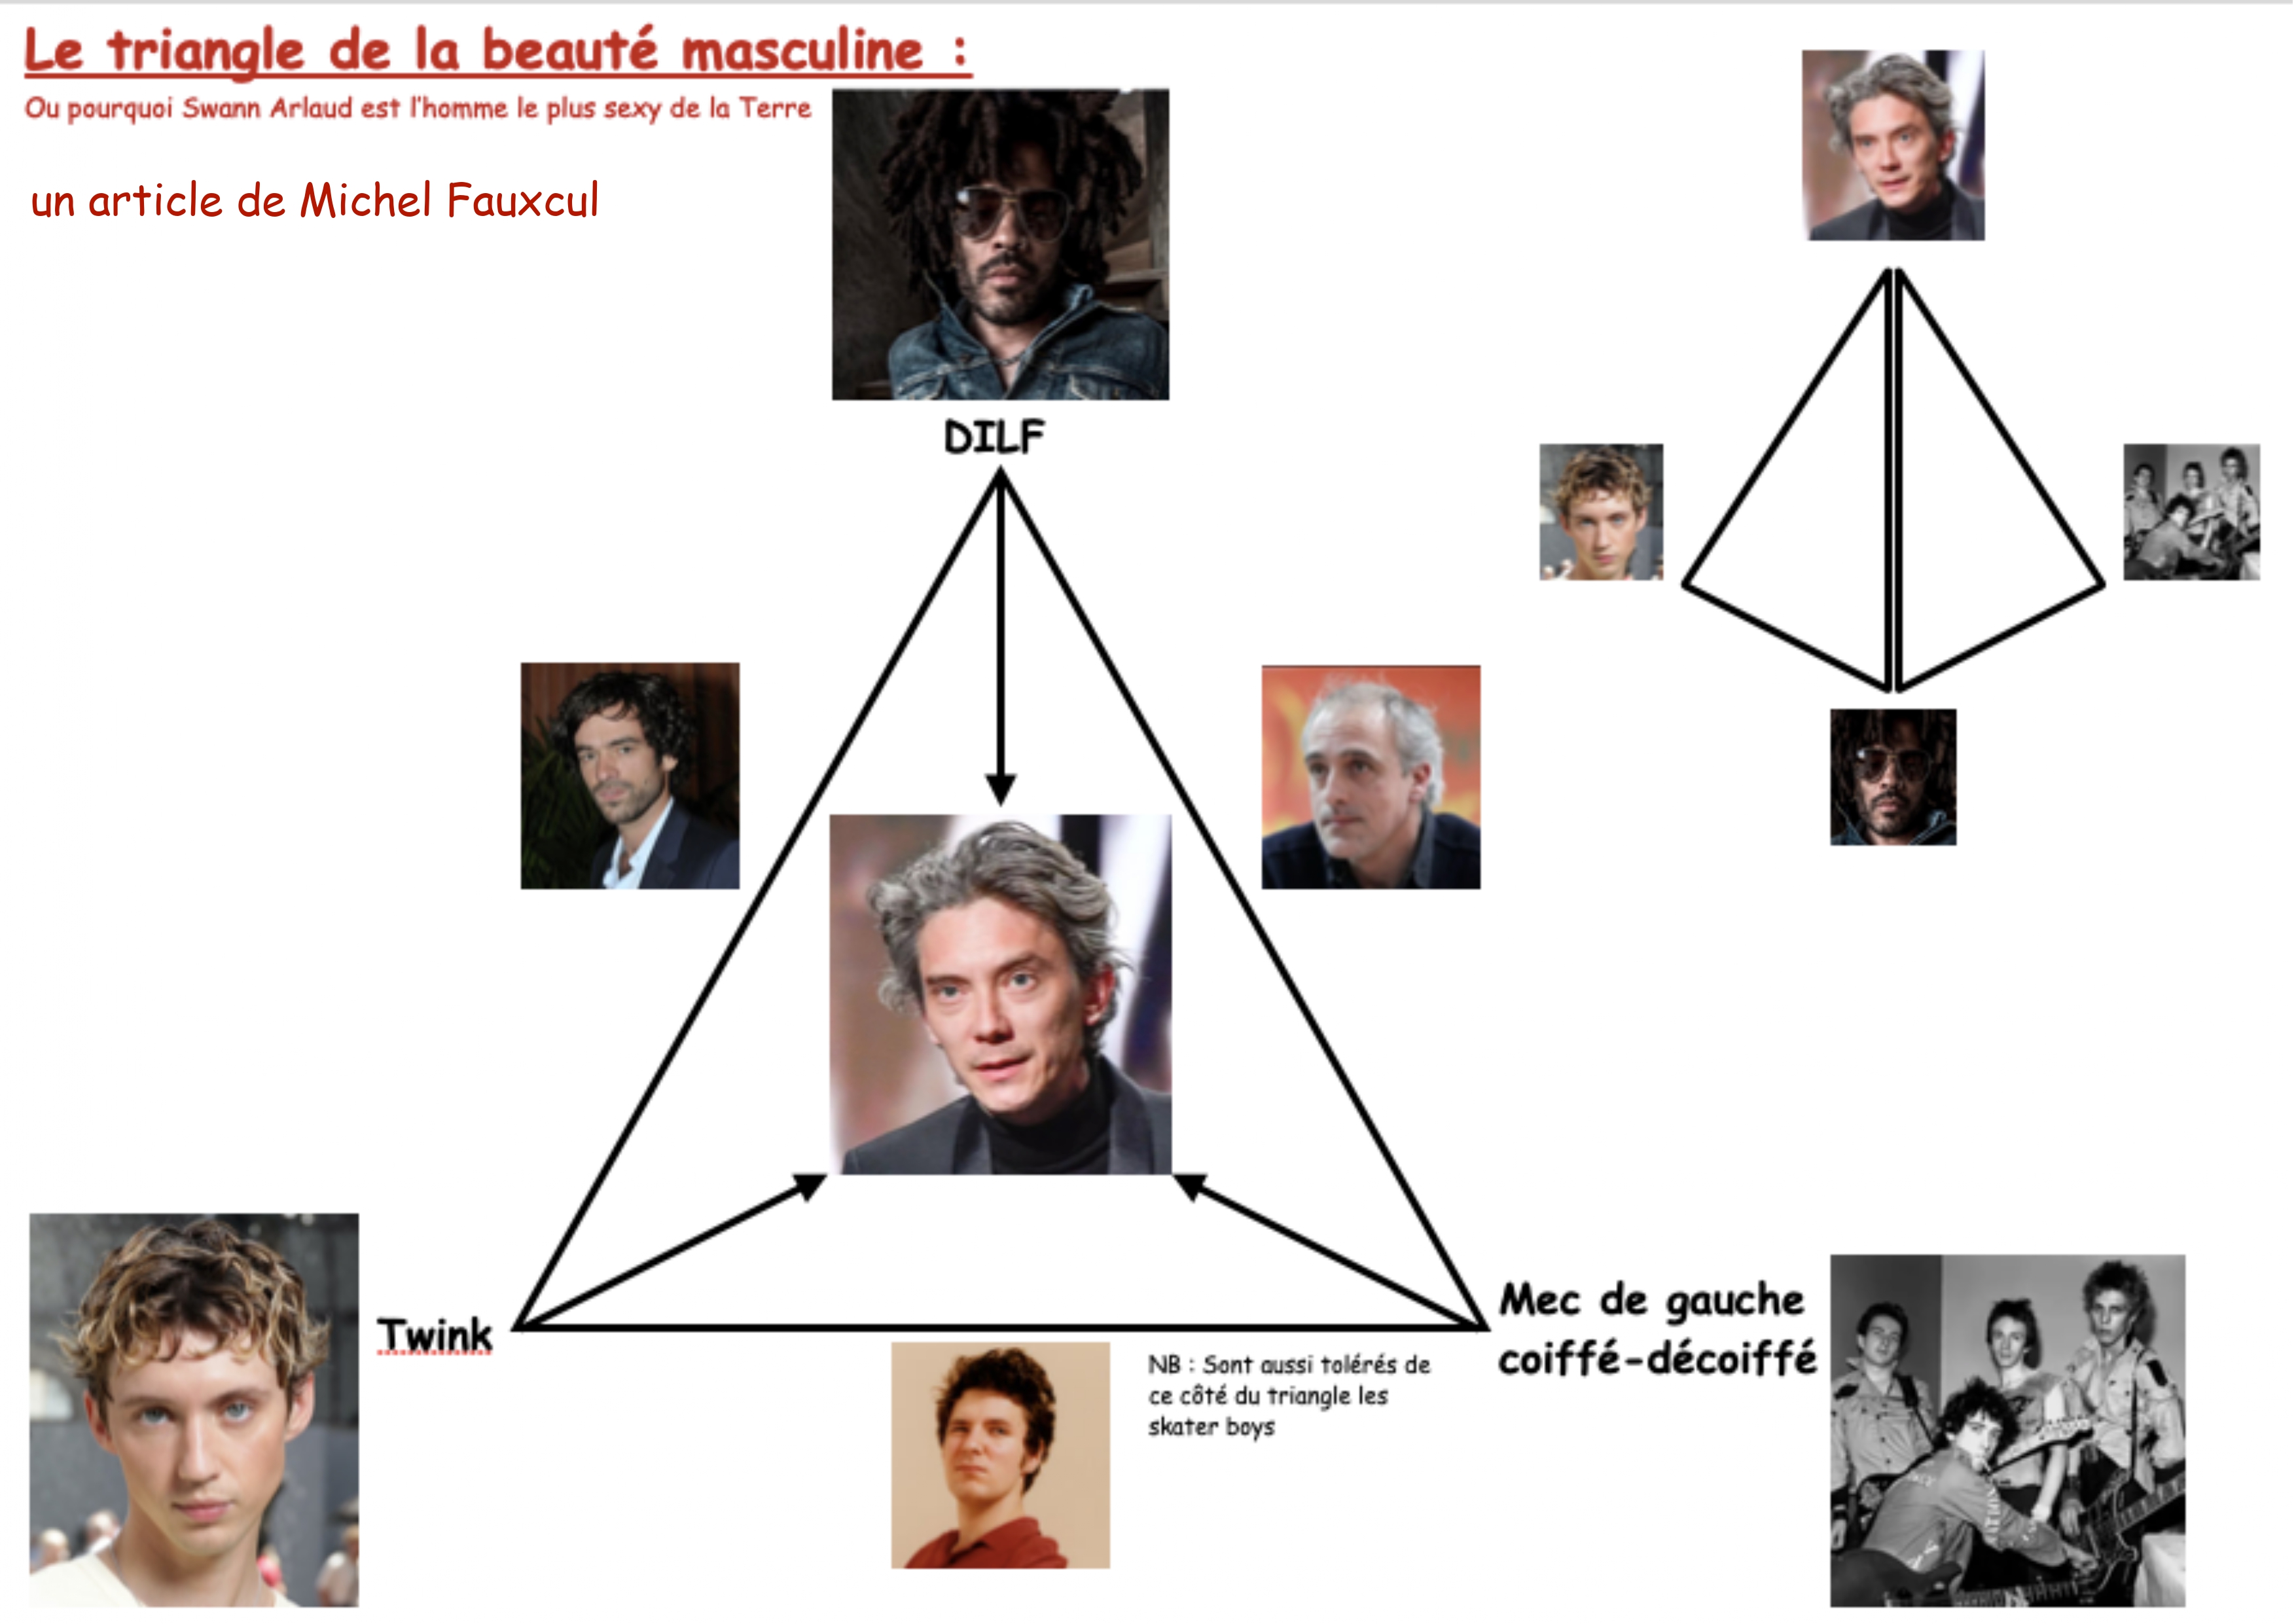 Le triangle de la beauté masculine :
Ou pourquoi Swann Arlaud est l'homme le plus sexy de la Terre
un article de Michel Fauxcul
DILF
Twink
Mec de gauche
coiffé-décoiffé
NB : Sont aussi tolérés de
ce côté du triangle les
skater boys